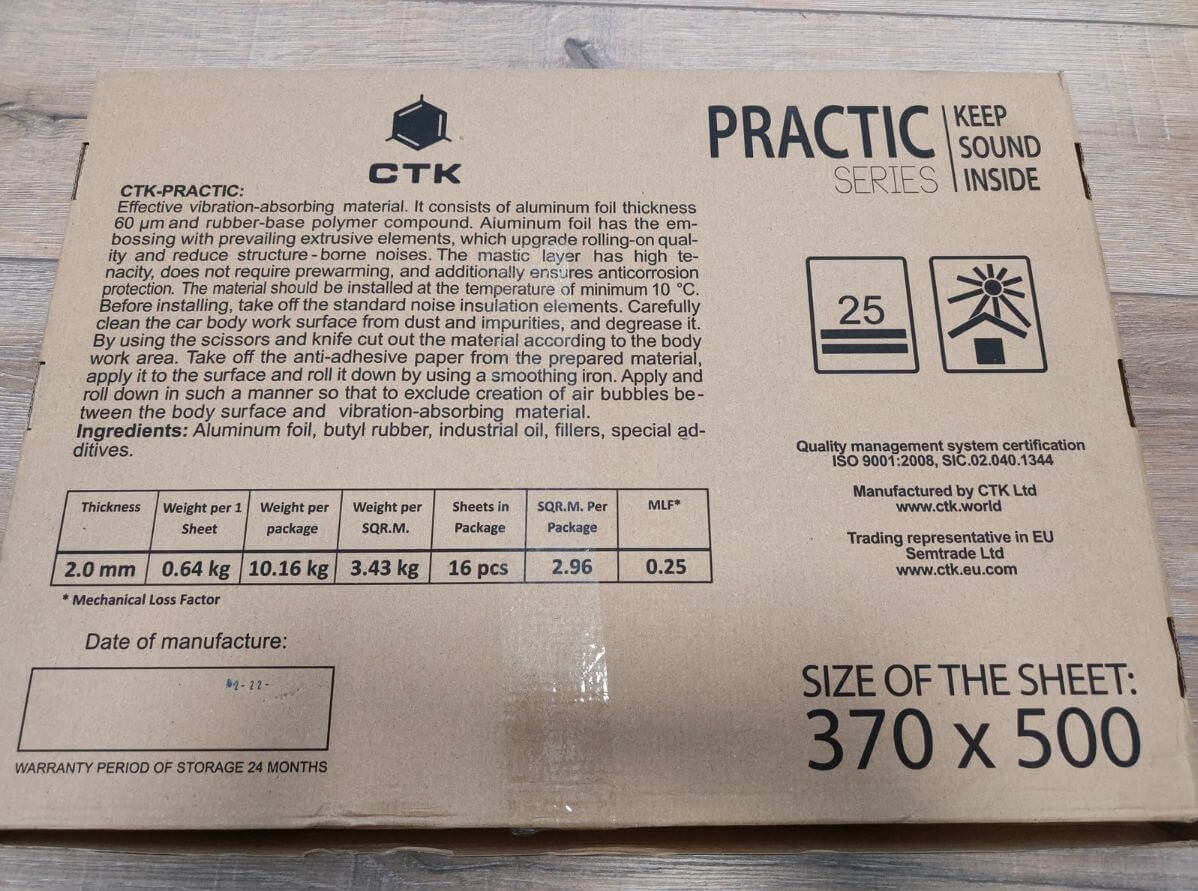 CTK
PRACTIC
SERIES
KEEP
SOUND
INSIDE
CTK-PRACTIC:
Effective vibration-absorbing material. It consists of aluminum foil thickness
60 µm and rubber-base polymer compound. Aluminum foil has the em-
bossing with prevailing extrusive elements, which upgrade rolling-on qual-
ity and reduce structure-borne noises. The mastic layer has high te-
nacity, does not require prewarming, and additionally ensures anticorrosion
protection. The material should be installed at the temperature of minimum 10 °C.
Before installing, take off the standard noise insulation elements. Carefully
clean the car body work surface from dust and impurities, and degrease it.
By using the scissors and knife cut out the material according to the body
work area. Take off the anti-adhesive paper from the prepared material,
apply it to the surface and roll it down by using a smoothing iron. Apply and
roll down in such a manner so that to exclude creation of air bubbles be-
tween the body surface and vibration-absorbing material.
Ingredients: Aluminum foil, butyl rubber, industrial oil, fillers, special ad-
ditives.
25
Quality management system certification
ISO 9001:2008, SIC.02.040.1344
Manufactured by CTK Ltd
www.ctk.world
Trading representative in EU
Semtrade Ltd
www.ctk.eu.com
Thickness Weight per 1 Weight per Weight per Sheets in SQR.M. Per MLF*
Sheet package SQR.M. Package Package
2.0 mm 0.64 kg 10.16 kg 3.43 kg 16 pcs 2.96 0.25
* Mechanical Loss Factor
Date of manufacture:
WARRANTY PERIOD OF STORAGE 24 MONTHS
SIZE OF THE SHEET:
370 x 500